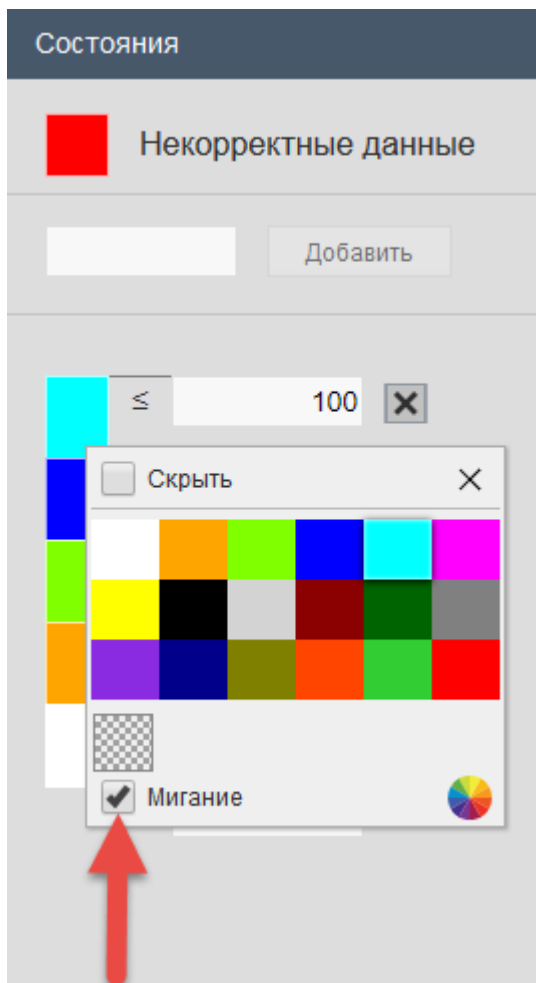 Состояния
Некорректные данные
Добавить
≤ 100
Скрыть
Мигание